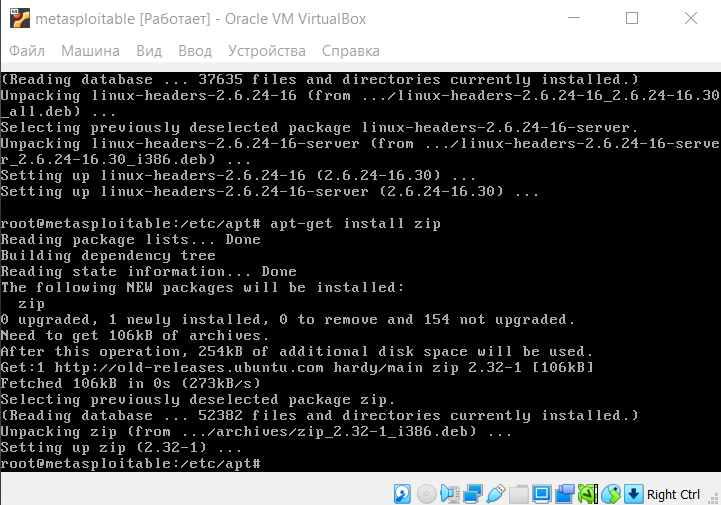 metasploitable [Работает] - Oracle VM VirtualBox
Файл Машина Вид Ввод Устройства Справка
(Reading database ... 37635 files and directories currently installed.)
Unpacking linux-headers-2.6.24-16 (from .../linux-headers-2.6.24-16_2.6.24-16.30
_all.deb) ...
Selecting previously deselected package linux-headers-2.6.24-16-server.
Unpacking linux-headers-2.6.24-16-server (from .../linux-headers-2.6.24-16-serve
r_2.6.24-16.30_i386.deb) ...
Setting up linux-headers-2.6.24-16 (2.6.24-16.30) ...
Setting up linux-headers-2.6.24-16-server (2.6.24-16.30) ...
root@metasploitable:/etc/apt# apt-get install zip
Reading package lists... Done
Building dependency tree
Reading state information... Done
The following NEW packages will be installed:
  zip
0 upgraded, 1 newly installed, 0 to remove and 154 not upgraded.
Need to get 106kB of archives.
After this operation, 254kB of additional disk space will be used.
Get:1 http://old-releases.ubuntu.com hardy/main zip 2.32-1 [106kB]
Fetched 106kB in 0s (273kB/s)
Selecting previously deselected package zip.
(Reading database ... 52382 files and directories currently installed.)
Unpacking zip (from .../archives/zip_2.32-1_i386.deb) ...
Setting up zip (2.32-1) ...
root@metasploitable:/etc/apt#
Right Ctrl